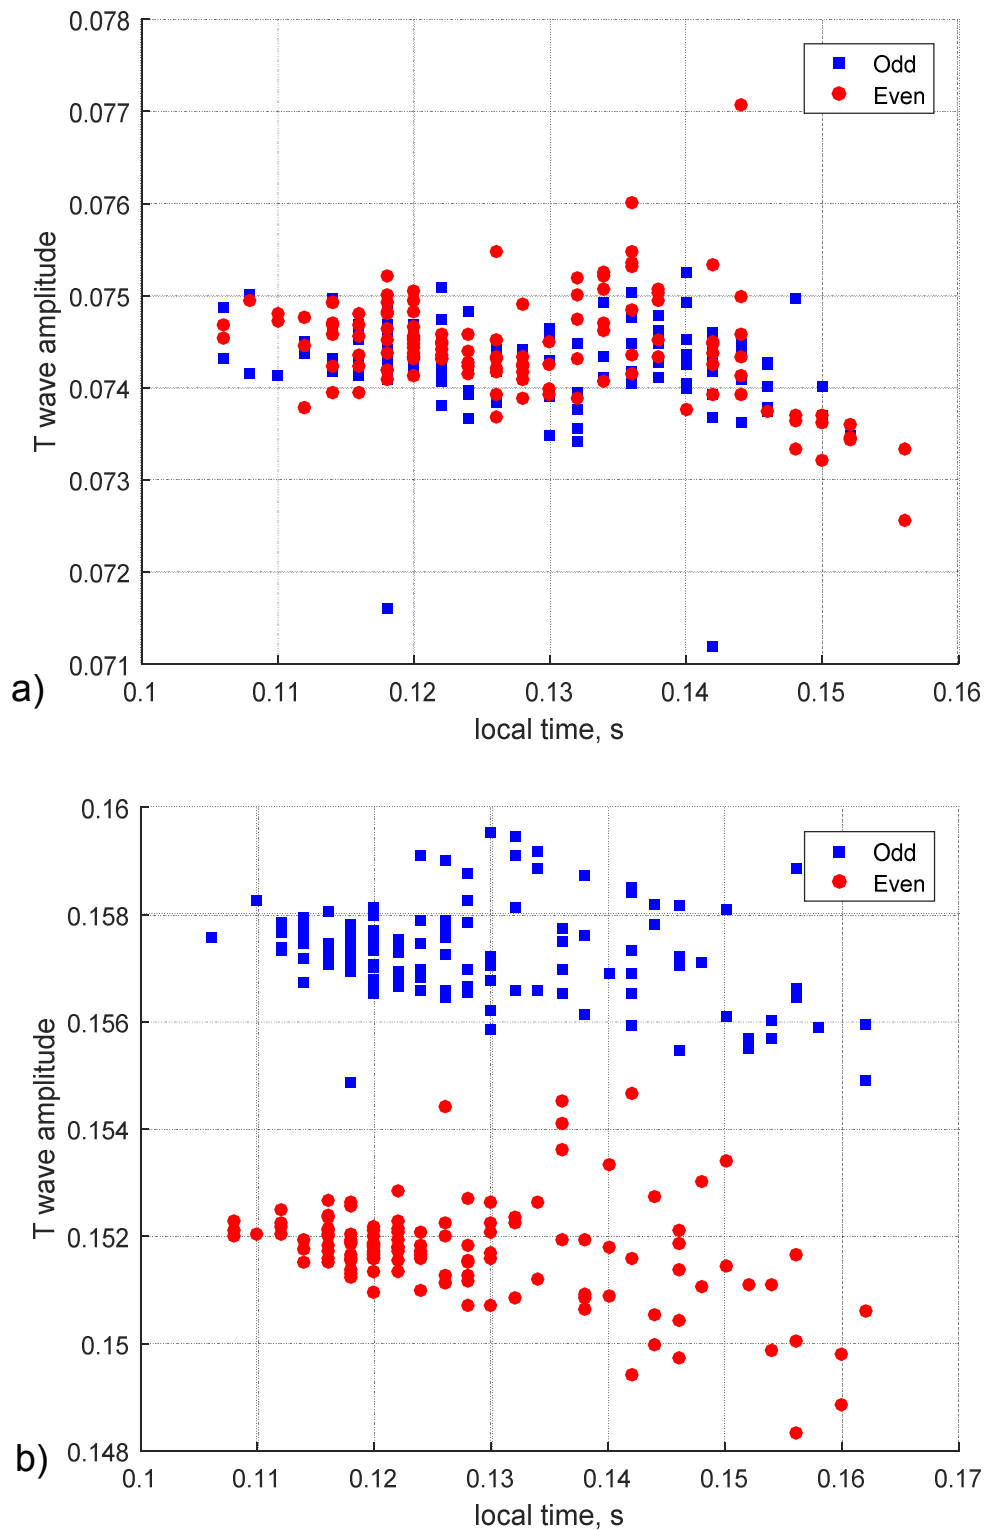 0.078
0.077
0.076
0.075
0.074
0.073
0.072
0.071
T wave amplitude
Odd
Even
a)
0.1 0.11 0.12 0.13 0.14 0.15 0.16
local time, s
0.16
0.158
0.156
0.154
0.152
0.15
0.148
T wave amplitude
Odd
Even
b)
0.1 0.11 0.12 0.13 0.14 0.15 0.16 0.17
local time, s